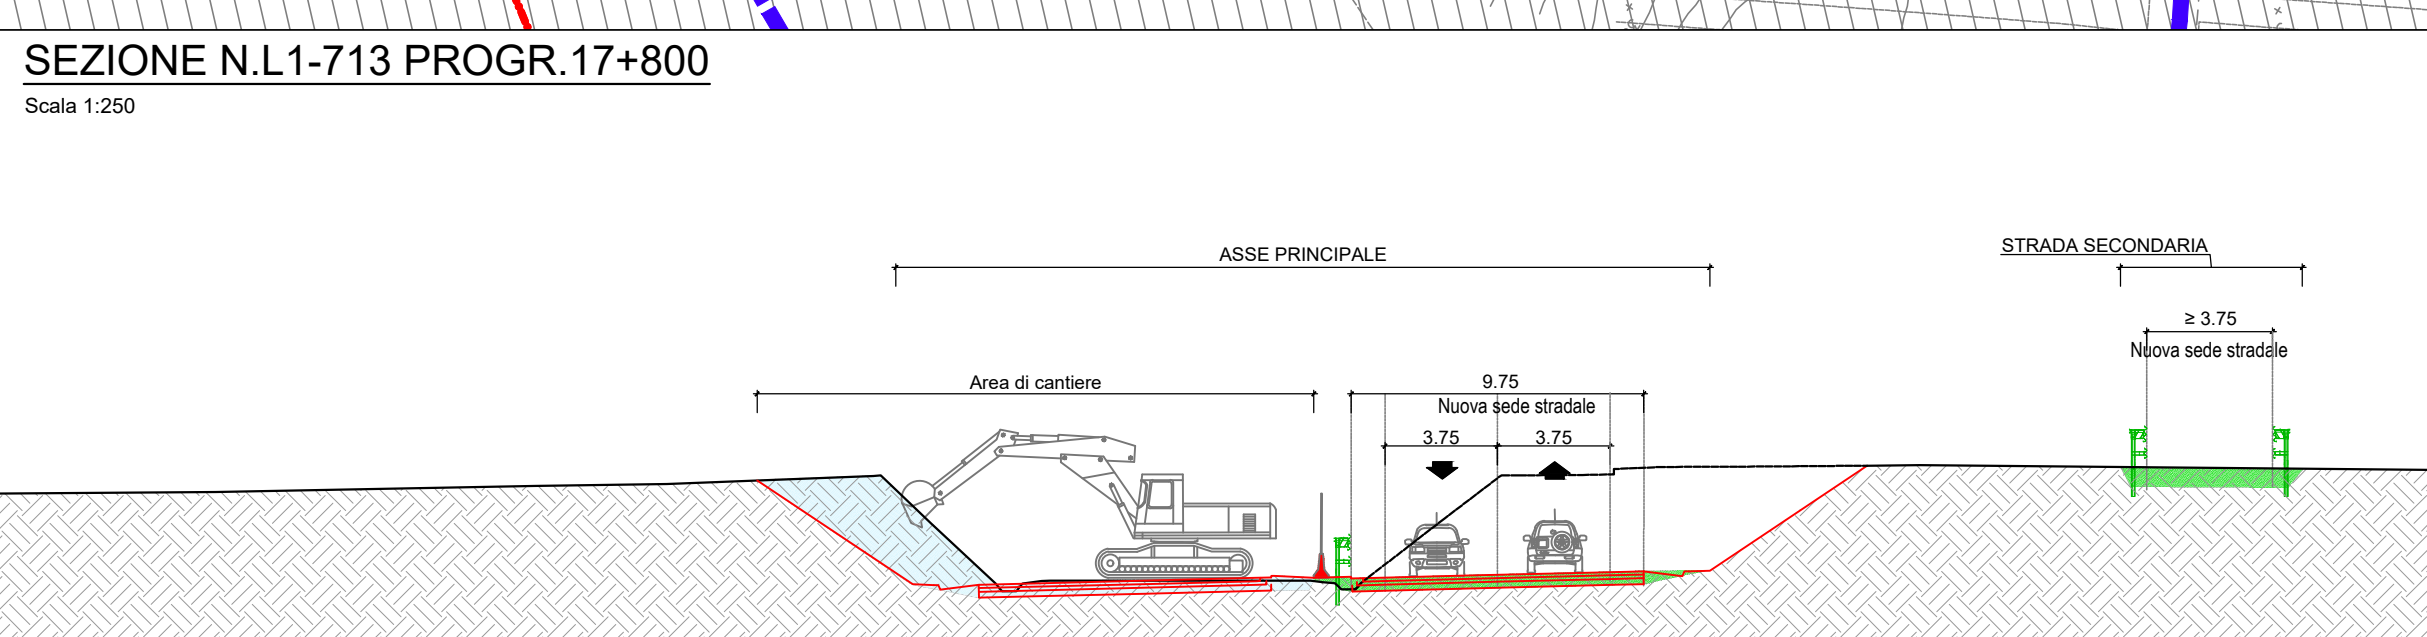 SEZIONE N.L1-713 PROGR.17+800
Scala 1:250
STRADA SECONDARIA
ASSE PRINCIPALE
≥ 3.75
Nuova sede stradale
Area di cantiere
9.75
Nuova sede stradale
3.75
3.75